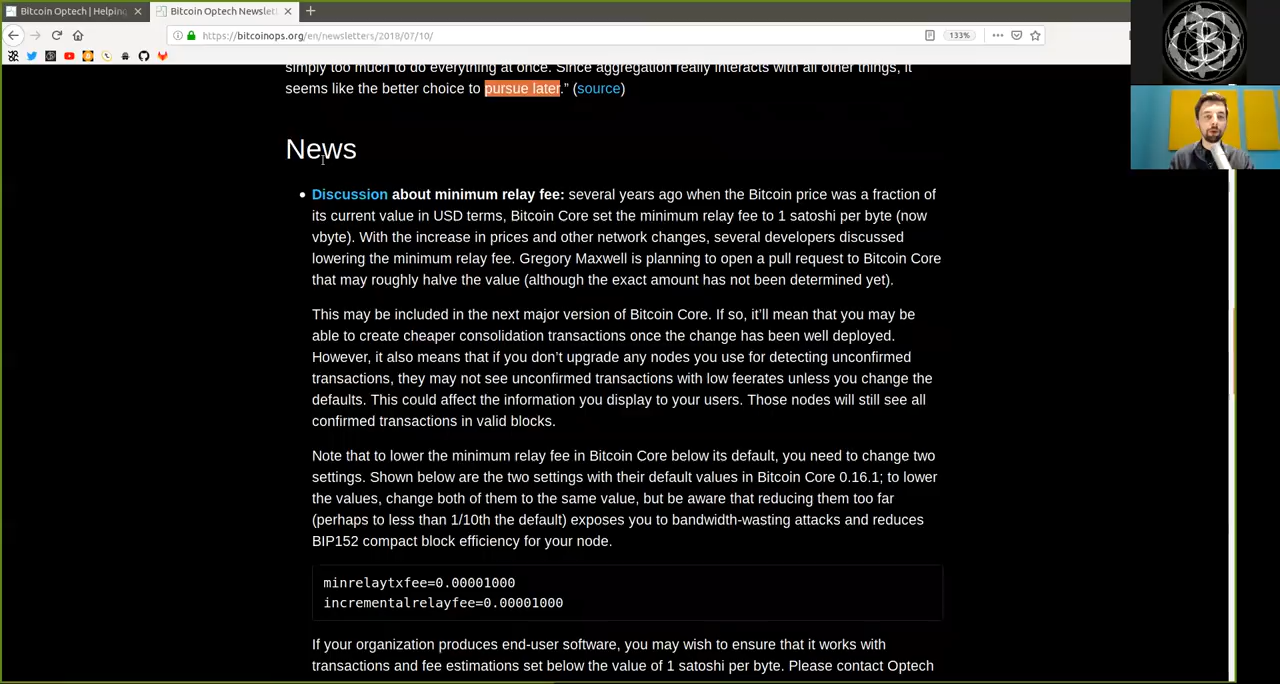 Bitcoin Optech | Helping
Bitcoin Optech Newslet
https://bitcoinops.org/en/newsletters/2018/07/10/
133%
simply too much to do everything at once. Since aggregation really interacts with all other things, it
seems like the better choice to pursue later.” (source)
News
Discussion about minimum relay fee: several years ago when the Bitcoin price was a fraction of
its current value in USD terms, Bitcoin Core set the minimum relay fee to 1 satoshi per byte (now
vbyte). With the increase in prices and other network changes, several developers discussed
lowering the minimum relay fee. Gregory Maxwell is planning to open a pull request to Bitcoin Core
that may roughly halve the value (although the exact amount has not been determined yet).
This may be included in the next major version of Bitcoin Core. If so, it’ll mean that you may be
able to create cheaper consolidation transactions once the change has been well deployed.
However, it also means that if you don’t upgrade any nodes you use for detecting unconfirmed
transactions, they may not see unconfirmed transactions with low feerates unless you change the
defaults. This could affect the information you display to your users. Those nodes will still see all
confirmed transactions in valid blocks.
Note that to lower the minimum relay fee in Bitcoin Core below its default, you need to change two
settings. Shown below are the two settings with their default values in Bitcoin Core 0.16.1; to lower
the values, change both of them to the same value, but be aware that reducing them too far
(perhaps to less than 1/10th the default) exposes you to bandwidth-wasting attacks and reduces
BIP152 compact block efficiency for your node.
minrelaytxfee=0.00001000
incrementalrelayfee=0.00001000
If your organization produces end-user software, you may wish to ensure that it works with
transactions and fee estimations set below the value of 1 satoshi per byte. Please contact Optech